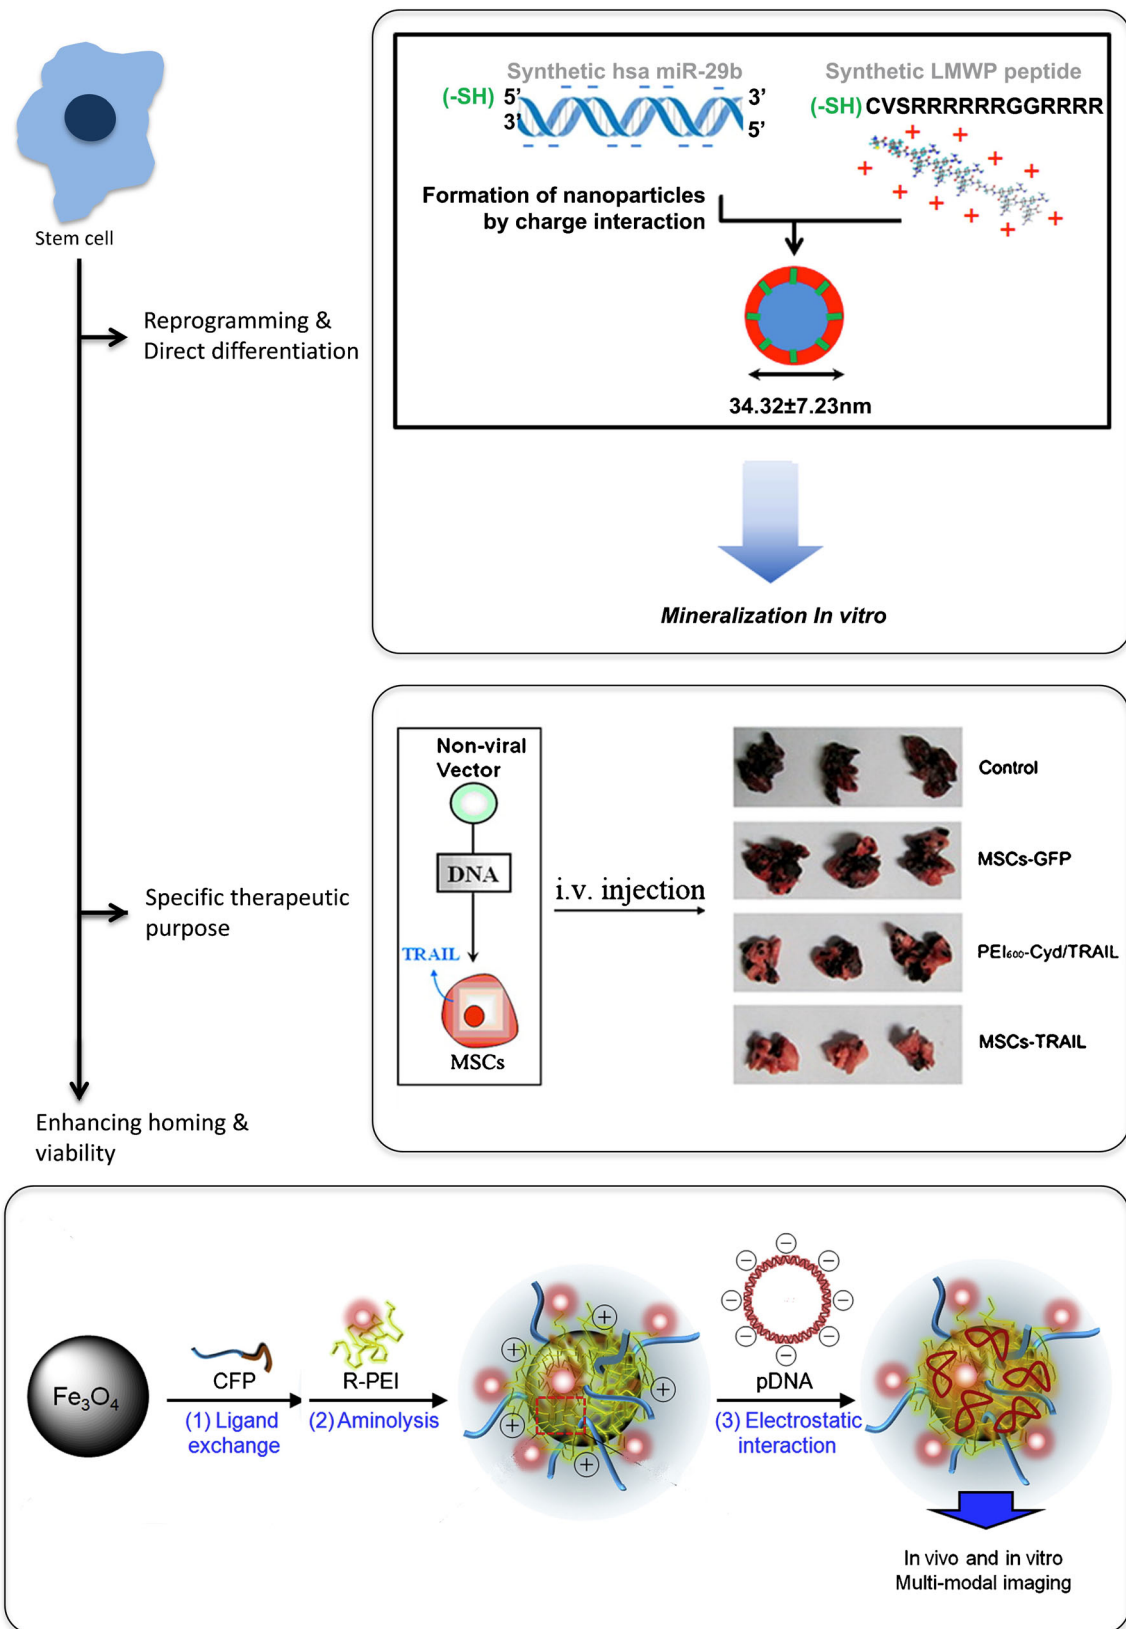 Stem cell
Reprogramming &
Direct differentiation
Synthetic hsa miR-29b
(-SH) 5’
3’
3’
5’
Synthetic LMWP peptide
(-SH) CVSRRRRRRGGRRRR
Formation of nanoparticles
by charge interaction
34.32±7.23nm
Mineralization In vitro
Specific therapeutic
purpose
Non-viral
Vector
DNA
TRAIL
MSCs
i.v. injection
Control
MSCs-GFP
PEI₆₀₀-Cyd/TRAIL
MSCs-TRAIL
Enhancing homing &
viability
Fe₃O₄
CFP
(1) Ligand
exchange
R-PEI
(2) Aminolysis
pDNA
(3) Electrostatic
interaction
In vivo and in vitro
Multi-modal imaging